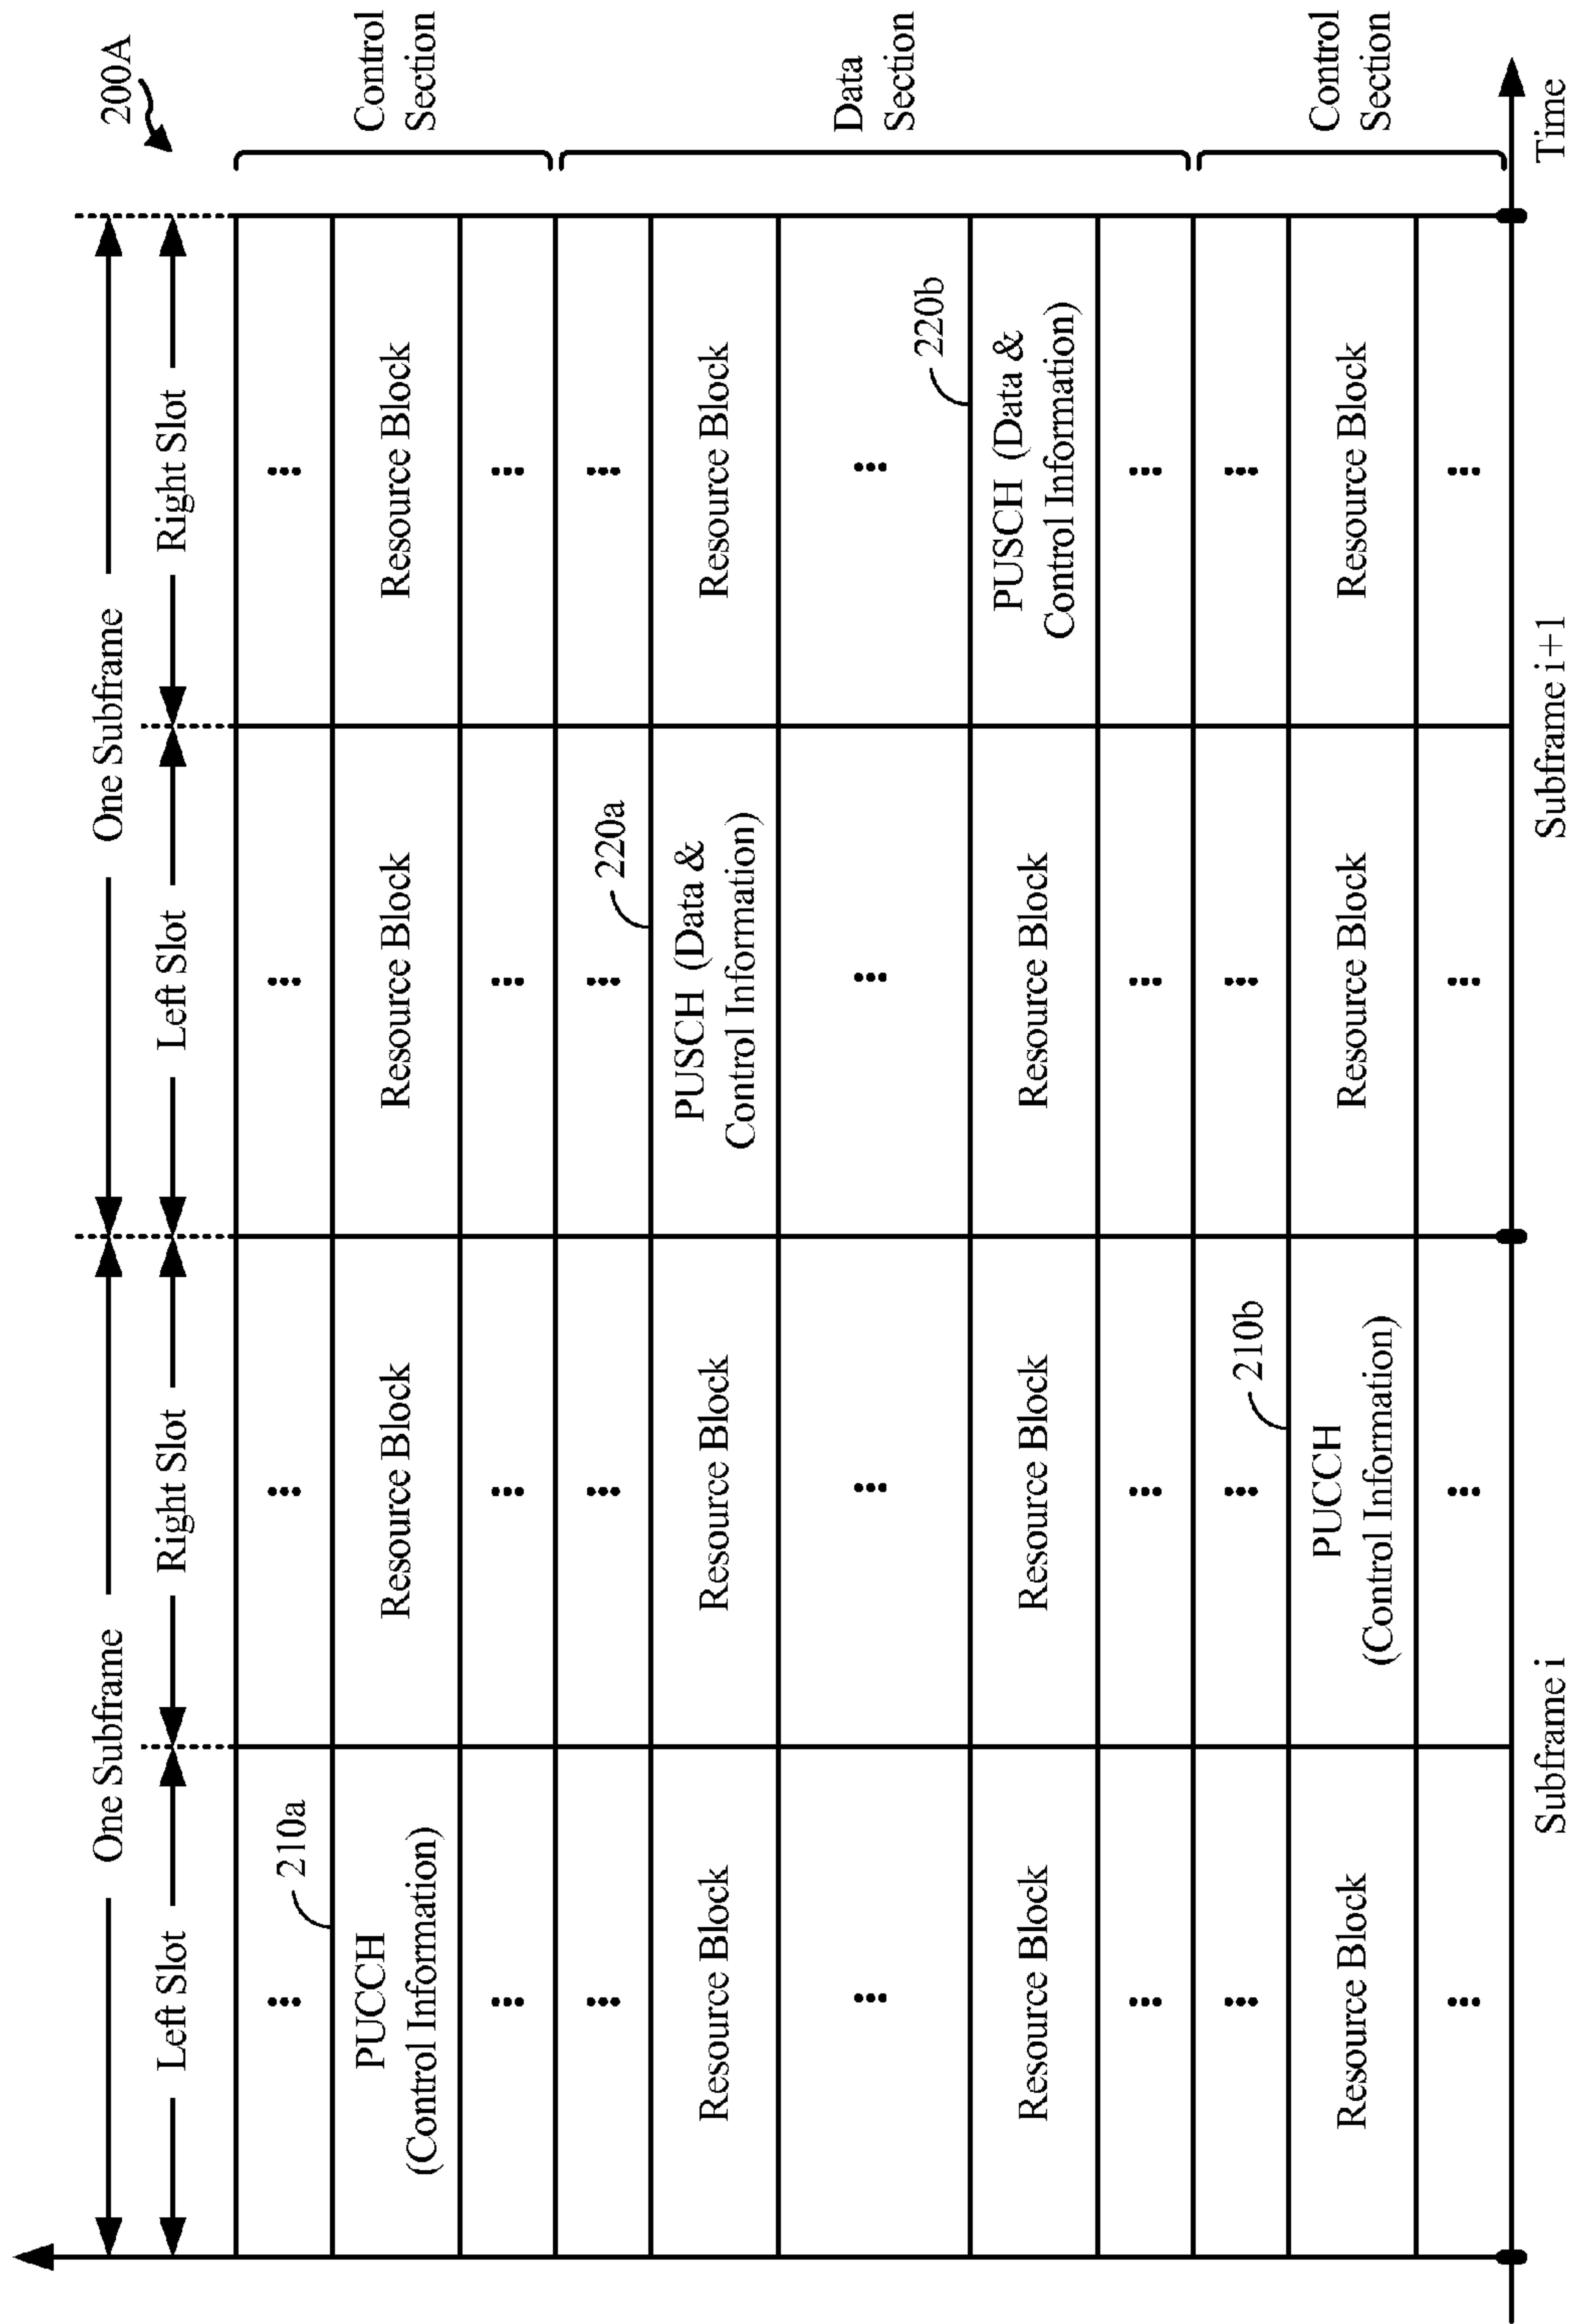 200A
One Subframe
One Subframe
Left Slot
Right Slot
Left Slot
Right Slot
210a
PUCCH
(Control Information)
Resource Block
Resource Block
Resource Block
Control
Section
220a
Resource Block
Resource Block
PUSCH (Data &
Control Information)
Resource Block
Data
Section
220b
Resource Block
Resource Block
Resource Block
PUSCH (Data &
Control Information)
210b
Resource Block
PUCCH
(Control Information)
Resource Block
Resource Block
Control
Section
Subframe i
Subframe i+1
Time